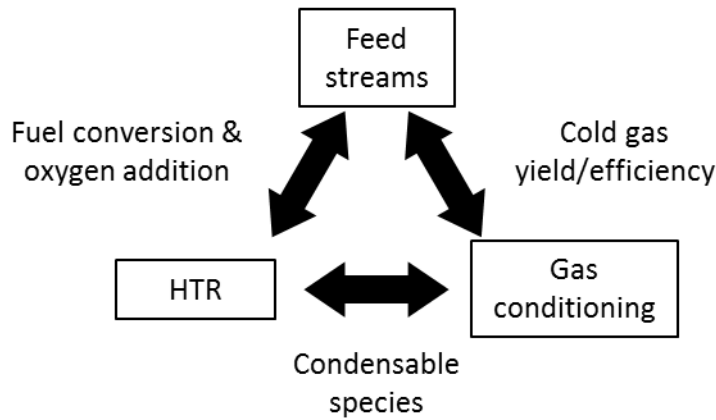 Feed
streams
Fuel conversion &
oxygen addition
Cold gas
yield/efficiency
HTR
Gas
conditioning
Condensable
species